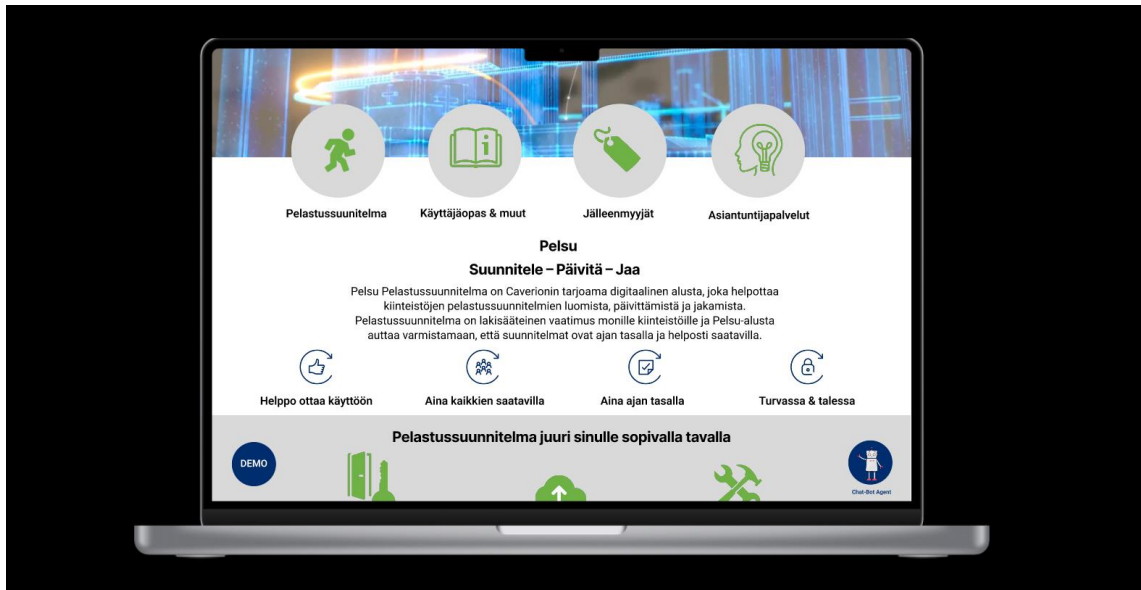 Pelastussuunitelma
Käyttäjäopas & muut
Jälleenmyyjät
Asiantuntijapalvelut
Pelsu
Suunnitele – Päivitä – Jaa
Pelsu Pelastussuunnitelma on Caverionin tarjoama digitaalinen alusta, joka helpottaa
kiinteistöjen pelastussuunnitelmien luomista, päivittämistä ja jakamista.
Pelastussuunnitelma on lakisääteinen vaatimus monille kiinteistöille ja Pelsu-alusta
auttaa varmistamaan, että suunnitelmat ovat ajan tasalla ja helposti saatavilla.
Helppo ottaa käyttöön
Aina kaikkien saatavilla
Aina ajan tasalla
Turvassa & talessa
Pelastussuunnitelma juuri sinulle sopivalla tavalla
DEMO
Chat-Bot Agent